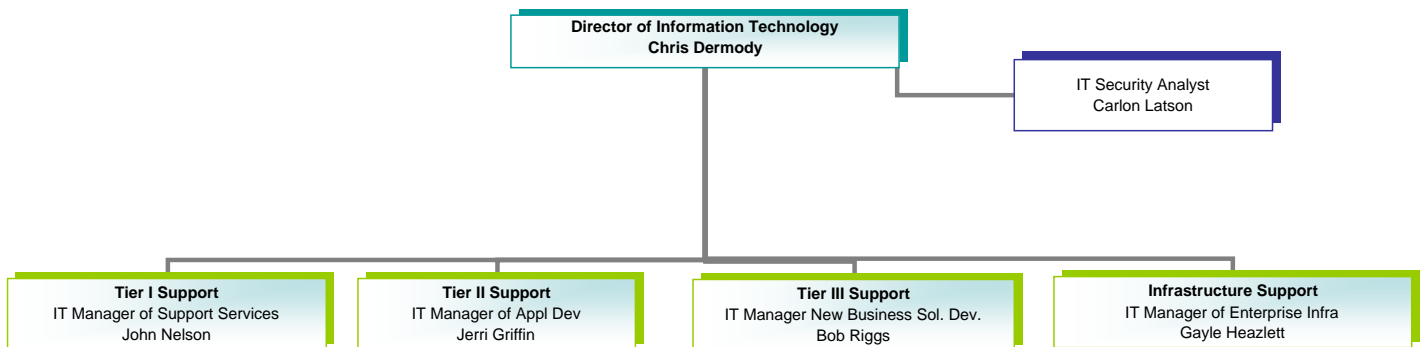 Director of Information Technology
Chris Dermody
IT Security Analyst
Carlon Latson
Tier I Support
IT Manager of Support Services
John Nelson
Tier II Support
IT Manager of Appl Dev
Jerri Griffin
Tier III Support
IT Manager New Business Sol. Dev.
Bob Riggs
Infrastructure Support
IT Manager of Enterprise Infra
Gayle Heazlett